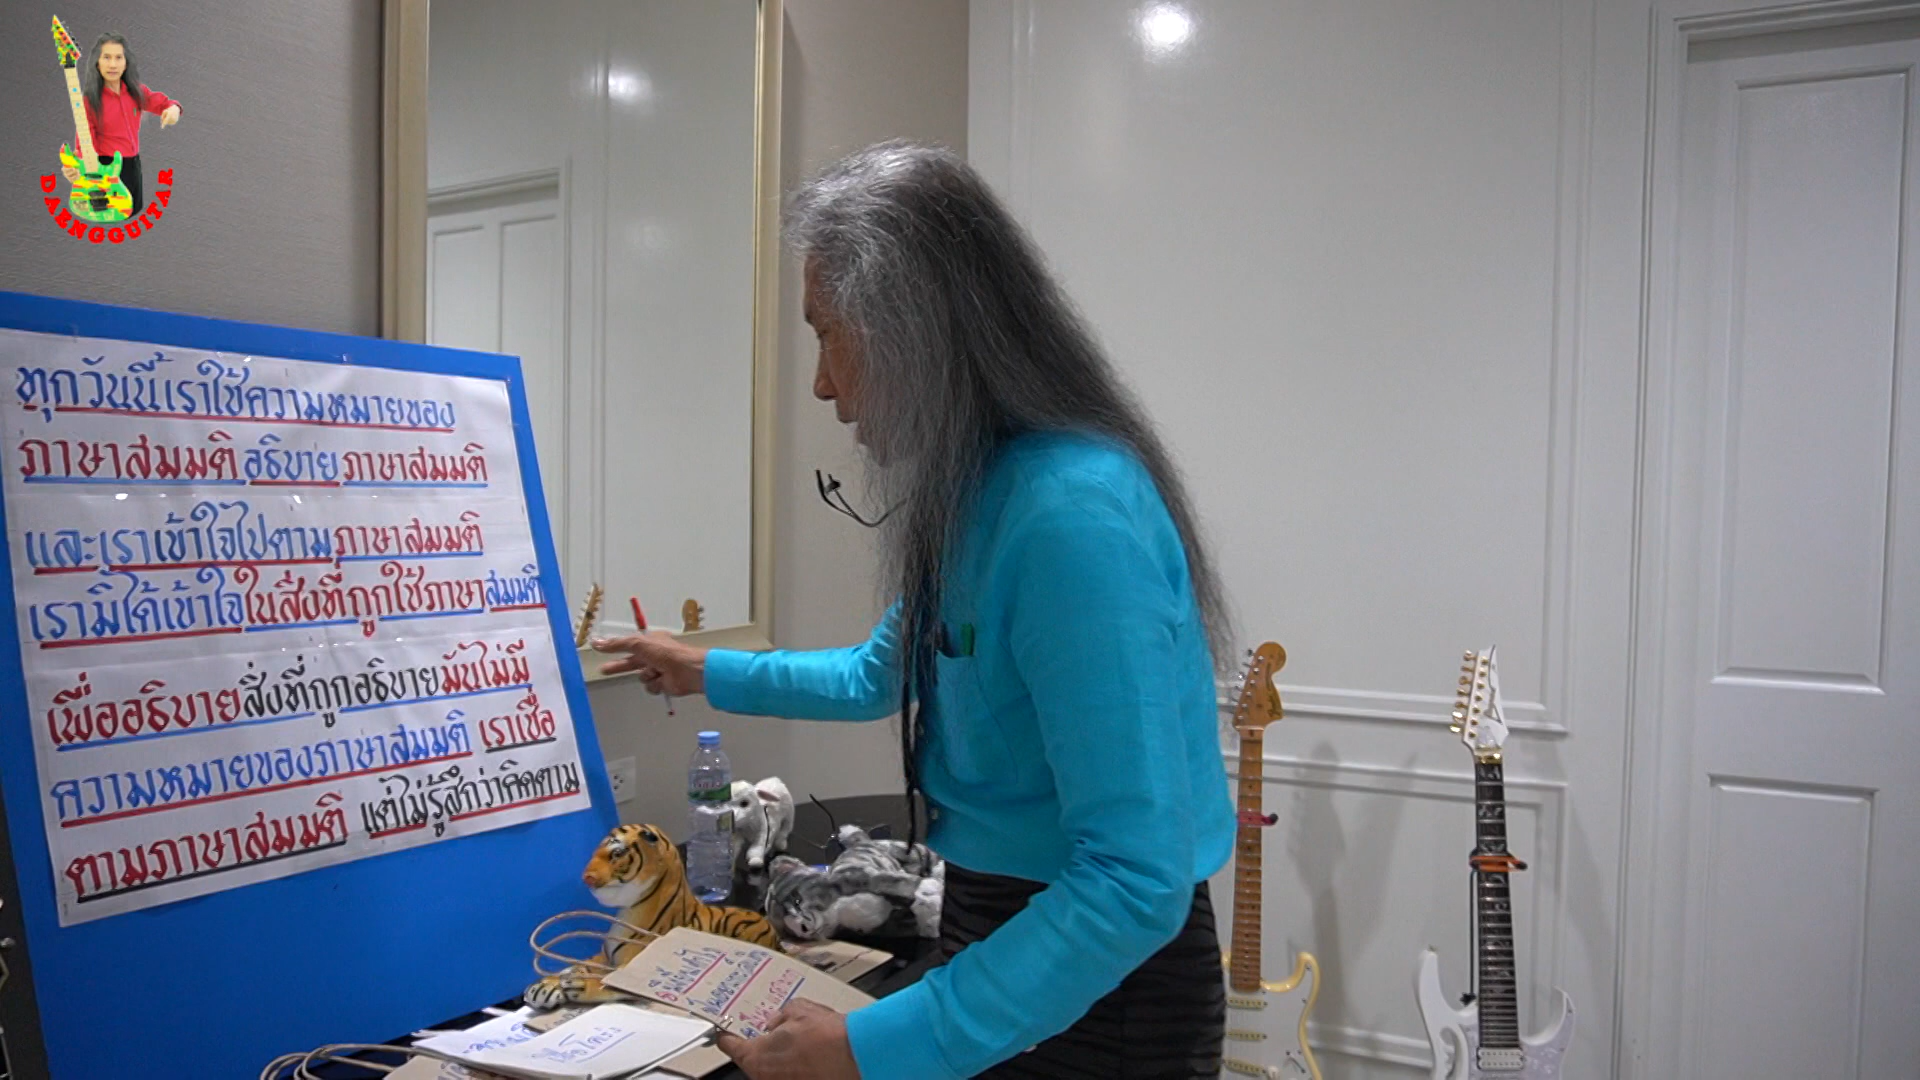 DAENGGUITAR
ทุกวันนี้เราใช้ความหมายของ
ภาษาสมมติอธิบายภาษาสมมติ
และเราเข้าใจไปตามภาษาสมมติ
เรามิได้เข้าใจในสิ่งที่ถูกใช้ภาษาสมมติ
เพื่ออธิบายสิ่งที่ถูกอธิบายมันไม่มี
ความหมายของภาษาสมมติ เราเชื่อ
ตามภาษาสมมติ แต่ไม่รู้สึกว่าคิดตาม